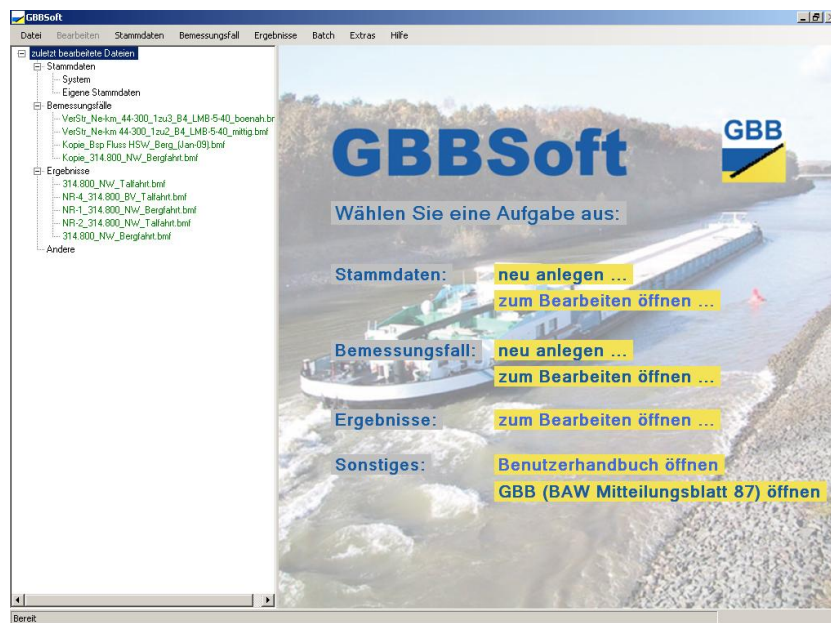 GBBSoft
Datei Bearbeiten Stammdaten Bemessungsfall Ergebnisse Batch Extras Hilfe
zuletzt bearbeitete Dateien
Stammdaten
System
Eigene Stammdaten
Bemessungsfälle
VerStr_Ne-km_44-300_1zu3_B4_LMB-5-40_boenah.br
VerStr_Ne-km 44-300_1zu2_B4_LMB-5-40_mittig.bmf
Kopie_Bsp Fluss HSW_Berg_(Jan-09).bmf
Kopie_314.800_NW_Bergfahrt.bmf
Ergebnisse
314.800_NW_Talfahrt.bmf
NR-4_314.800_BV_Talfahrt.bmf
NR-1_314.800_NW_Bergfahrt.bmf
NR-2_314.800_NW_Talfahrt.bmf
314.800_NW_Bergfahrt.bmf
Andere
GBBSoft
GBB
Wählen Sie eine Aufgabe aus:
Stammdaten: neu anlegen ...
zum Bearbeiten öffnen ...
Bemessungsfall: neu anlegen ...
zum Bearbeiten öffnen ...
Ergebnisse: zum Bearbeiten öffnen ...
Sonstiges: Benutzerhandbuch öffnen
GBB (BAW Mitteilungsblatt 87) öffnen
Bereit